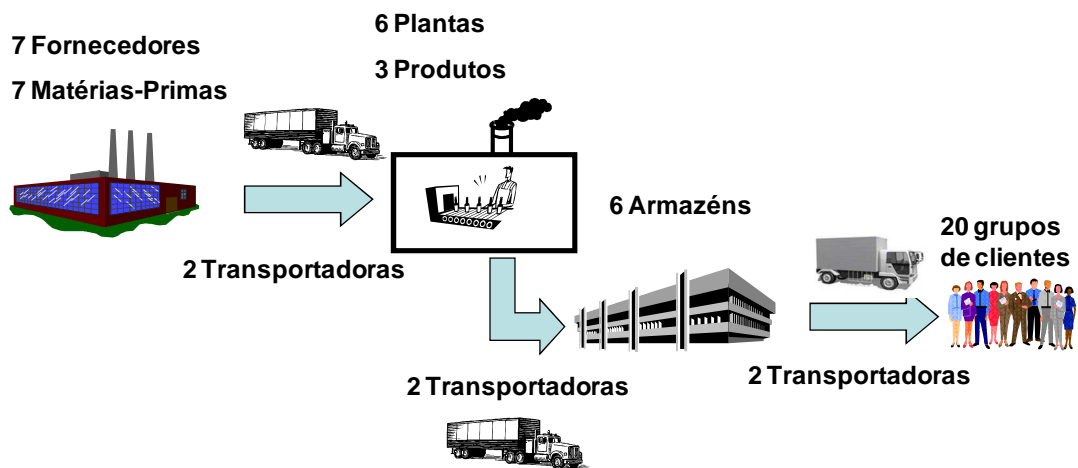 7 Fornecedores
7 Matérias-Primas
6 Plantas
3 Produtos
2 Transportadoras
6 Armazéns
2 Transportadoras
20 grupos
de clientes
2 Transportadoras